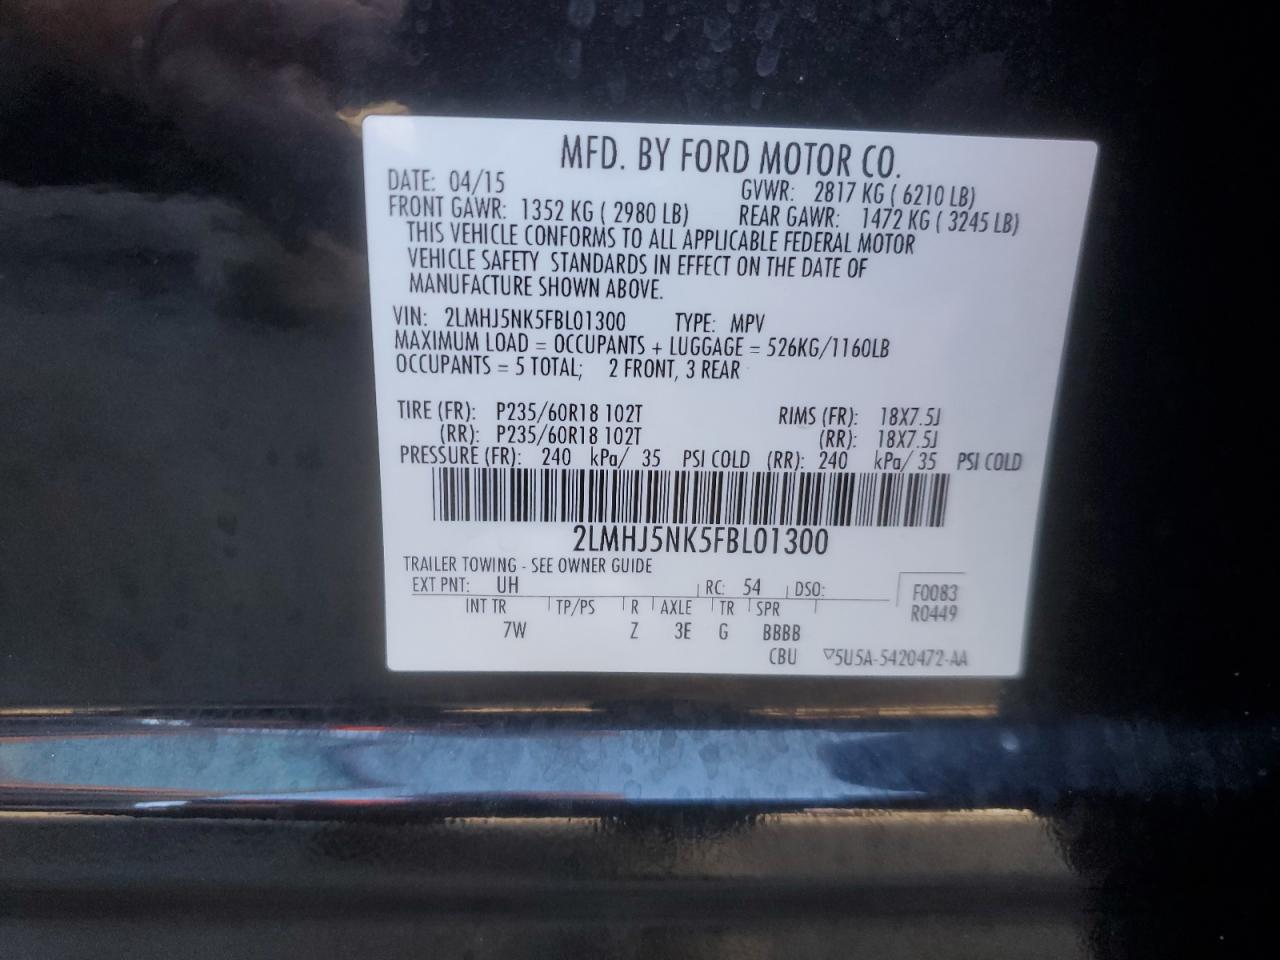 MFD. BY FORD MOTOR CO.
DATE: 04/15 GVWR: 2817 KG ( 6210 LB)
FRONT GAWR: 1352 KG ( 2980 LB) REAR GAWR: 1472 KG ( 3245 LB)
THIS VEHICLE CONFORMS TO ALL APPLICABLE FEDERAL MOTOR
VEHICLE SAFETY STANDARDS IN EFFECT ON THE DATE OF
MANUFACTURE SHOWN ABOVE.
VIN: 2LMHJ5NK5FBL01300 TYPE: MPV
MAXIMUM LOAD = OCCUPANTS + LUGGAGE = 526KG/1160LB
OCCUPANTS = 5 TOTAL; 2 FRONT, 3 REAR
TIRE (FR): P235/60R18 102T RIMS (FR): 18X7.5J
(RR): P235/60R18 102T (RR): 18X7.5J
PRESSURE (FR): 240 kPa/ 35 PSI COLD (RR): 240 kPa/ 35 PSI COLD
2LMHJ5NK5FBL01300
TRAILER TOWING - SEE OWNER GUIDE
EXT PNT: UH RC: 54 DSO: F0083
INT TR TP/PS R AXLE TR SPR R0449
7W Z 3E G BBBB
CBU ▽5U5A-5420472-AA